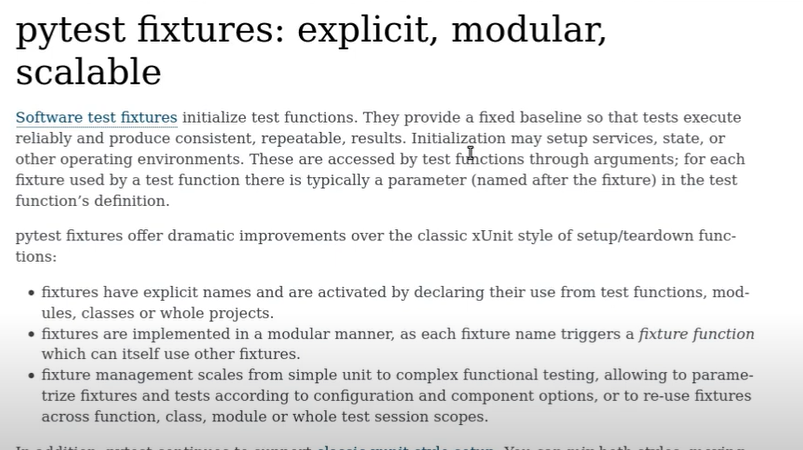 pytest fixtures: explicit, modular,
scalable
Software test fixtures initialize test functions. They provide a fixed baseline so that tests execute
reliably and produce consistent, repeatable, results. Initialization may setup services, state, or
other operating environments. These are accessed by test functions through arguments; for each
fixture used by a test function there is typically a parameter (named after the fixture) in the test
function’s definition.
pytest fixtures offer dramatic improvements over the classic xUnit style of setup/teardown func-
tions:
• fixtures have explicit names and are activated by declaring their use from test functions, mod-
ules, classes or whole projects.
• fixtures are implemented in a modular manner, as each fixture name triggers a fixture function
which can itself use other fixtures.
• fixture management scales from simple unit to complex functional testing, allowing to parame-
trize fixtures and tests according to configuration and component options, or to re-use fixtures
across function, class, module or whole test session scopes.
In addition, pytest continues to support classic xunit-style setup. You can mix both styles, moving